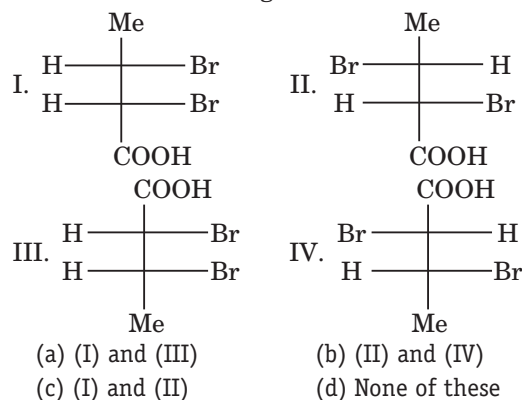 Me
Me
H Br
Br H
I.
II.
H Br
H Br
COOH
COOH
COOH
COOH
H Br
Br H
III.
IV.
H Br
H Br
Me
Me
(a) (I) and (III)
(b) (II) and (IV)
(c) (I) and (II)
(d) None of these